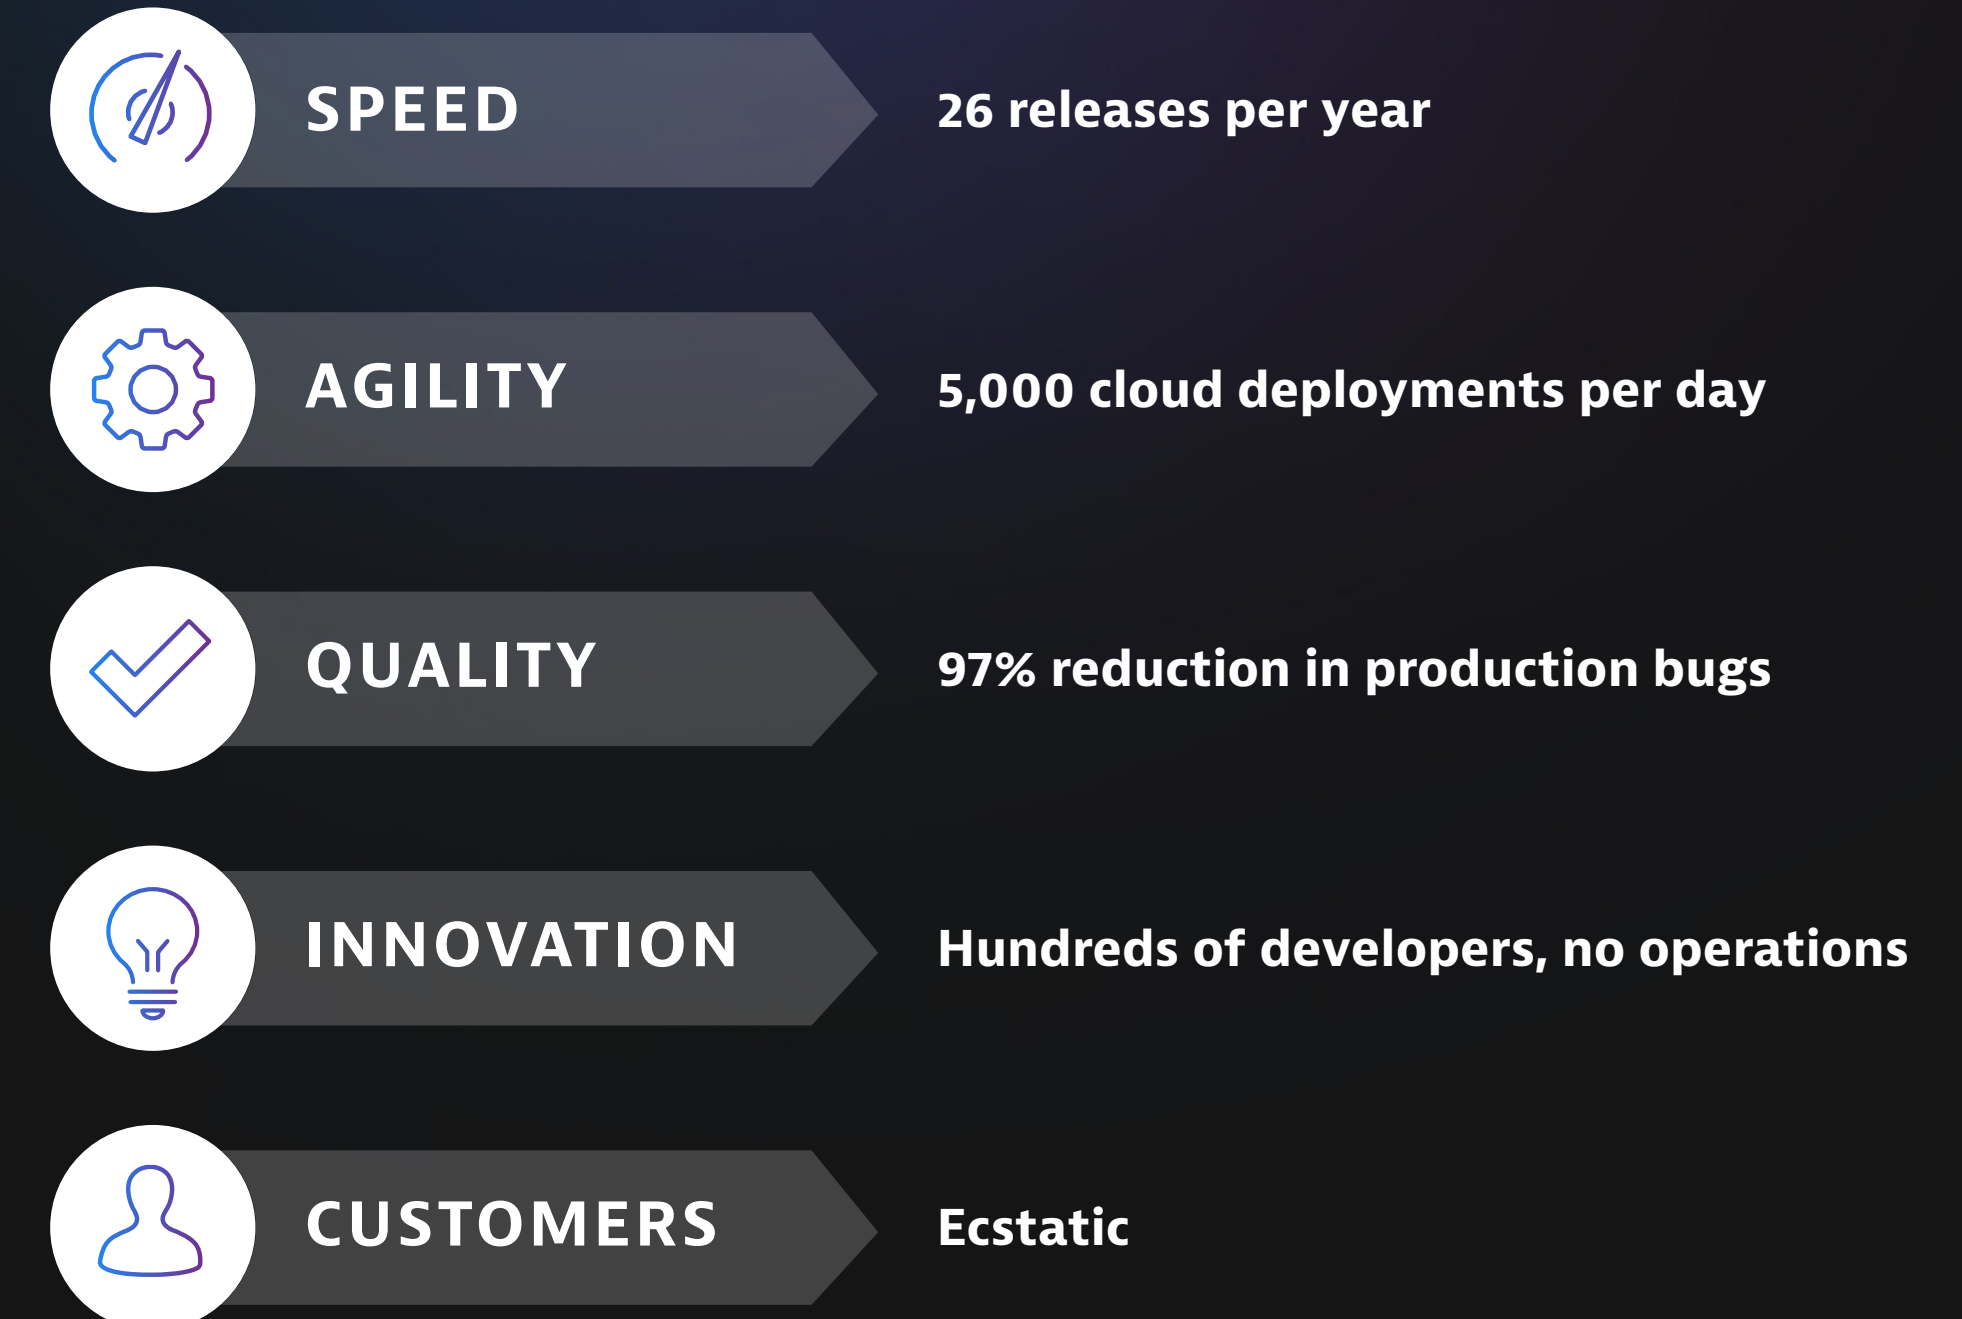 SPEED
26 releases per year
AGILITY
5,000 cloud deployments per day
QUALITY
97% reduction in production bugs
INNOVATION
Hundreds of developers, no operations
CUSTOMERS
Ecstatic